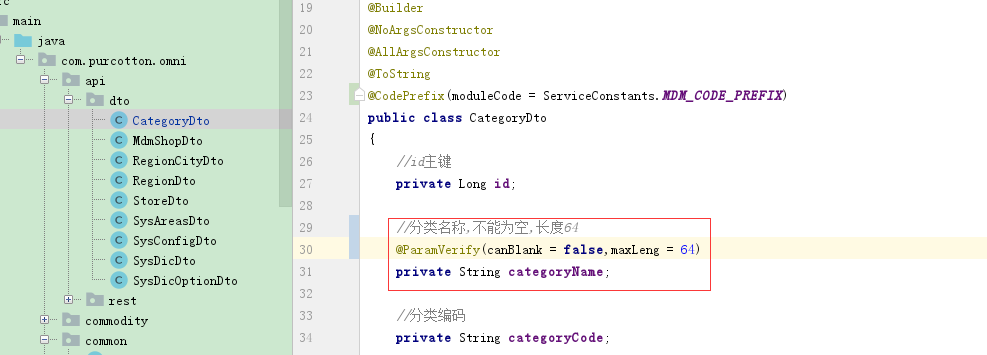 rc
main
java
com.purcotton.omni
api
dto
CategoryDto
MdmShopDto
RegionCityDto
RegionDto
StoreDto
SysAreasDto
SysConfigDto
SysDicDto
SysDicOptionDto
rest
commodity
common
19 @Builder
20 @NoArgsConstructor
21 @AllArgsConstructor
22 @ToString
23 @CodePrefix(moduleCode = ServiceConstants.MDM_CODE_PREFIX)
24 public class CategoryDto
25 {
26 //id主键
27 private Long id;
28
29 //分类名称,不能为空,长度64
30 @ParamVerify(canBlank = false,maxLeng = 64)
31 private String categoryName;
32
33 //分类编码
34 private String categoryCode;